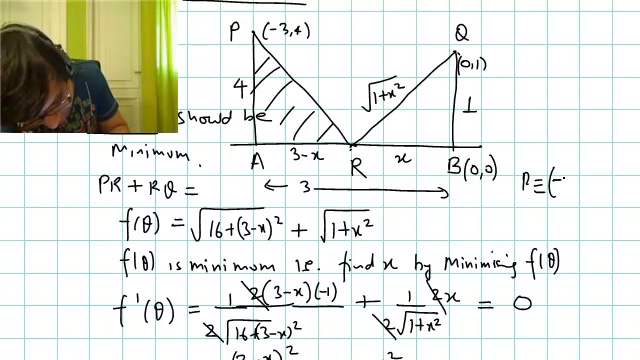 P (-3,4)
Q
(0,1)
4
√1+x²
1
should be
Minimum.
A 3-x R x B(0,0)
← 3 →
R≡(-
PR + RQ =
f(θ) = √16+(3-x)² + √1+x²
f(θ) is minimum i.e. find x by Minimising f(θ)
f'(θ) = 1 2(3-x)(-1) / 2√16+(3-x)² + 1 2x / 2√1+x² = 0